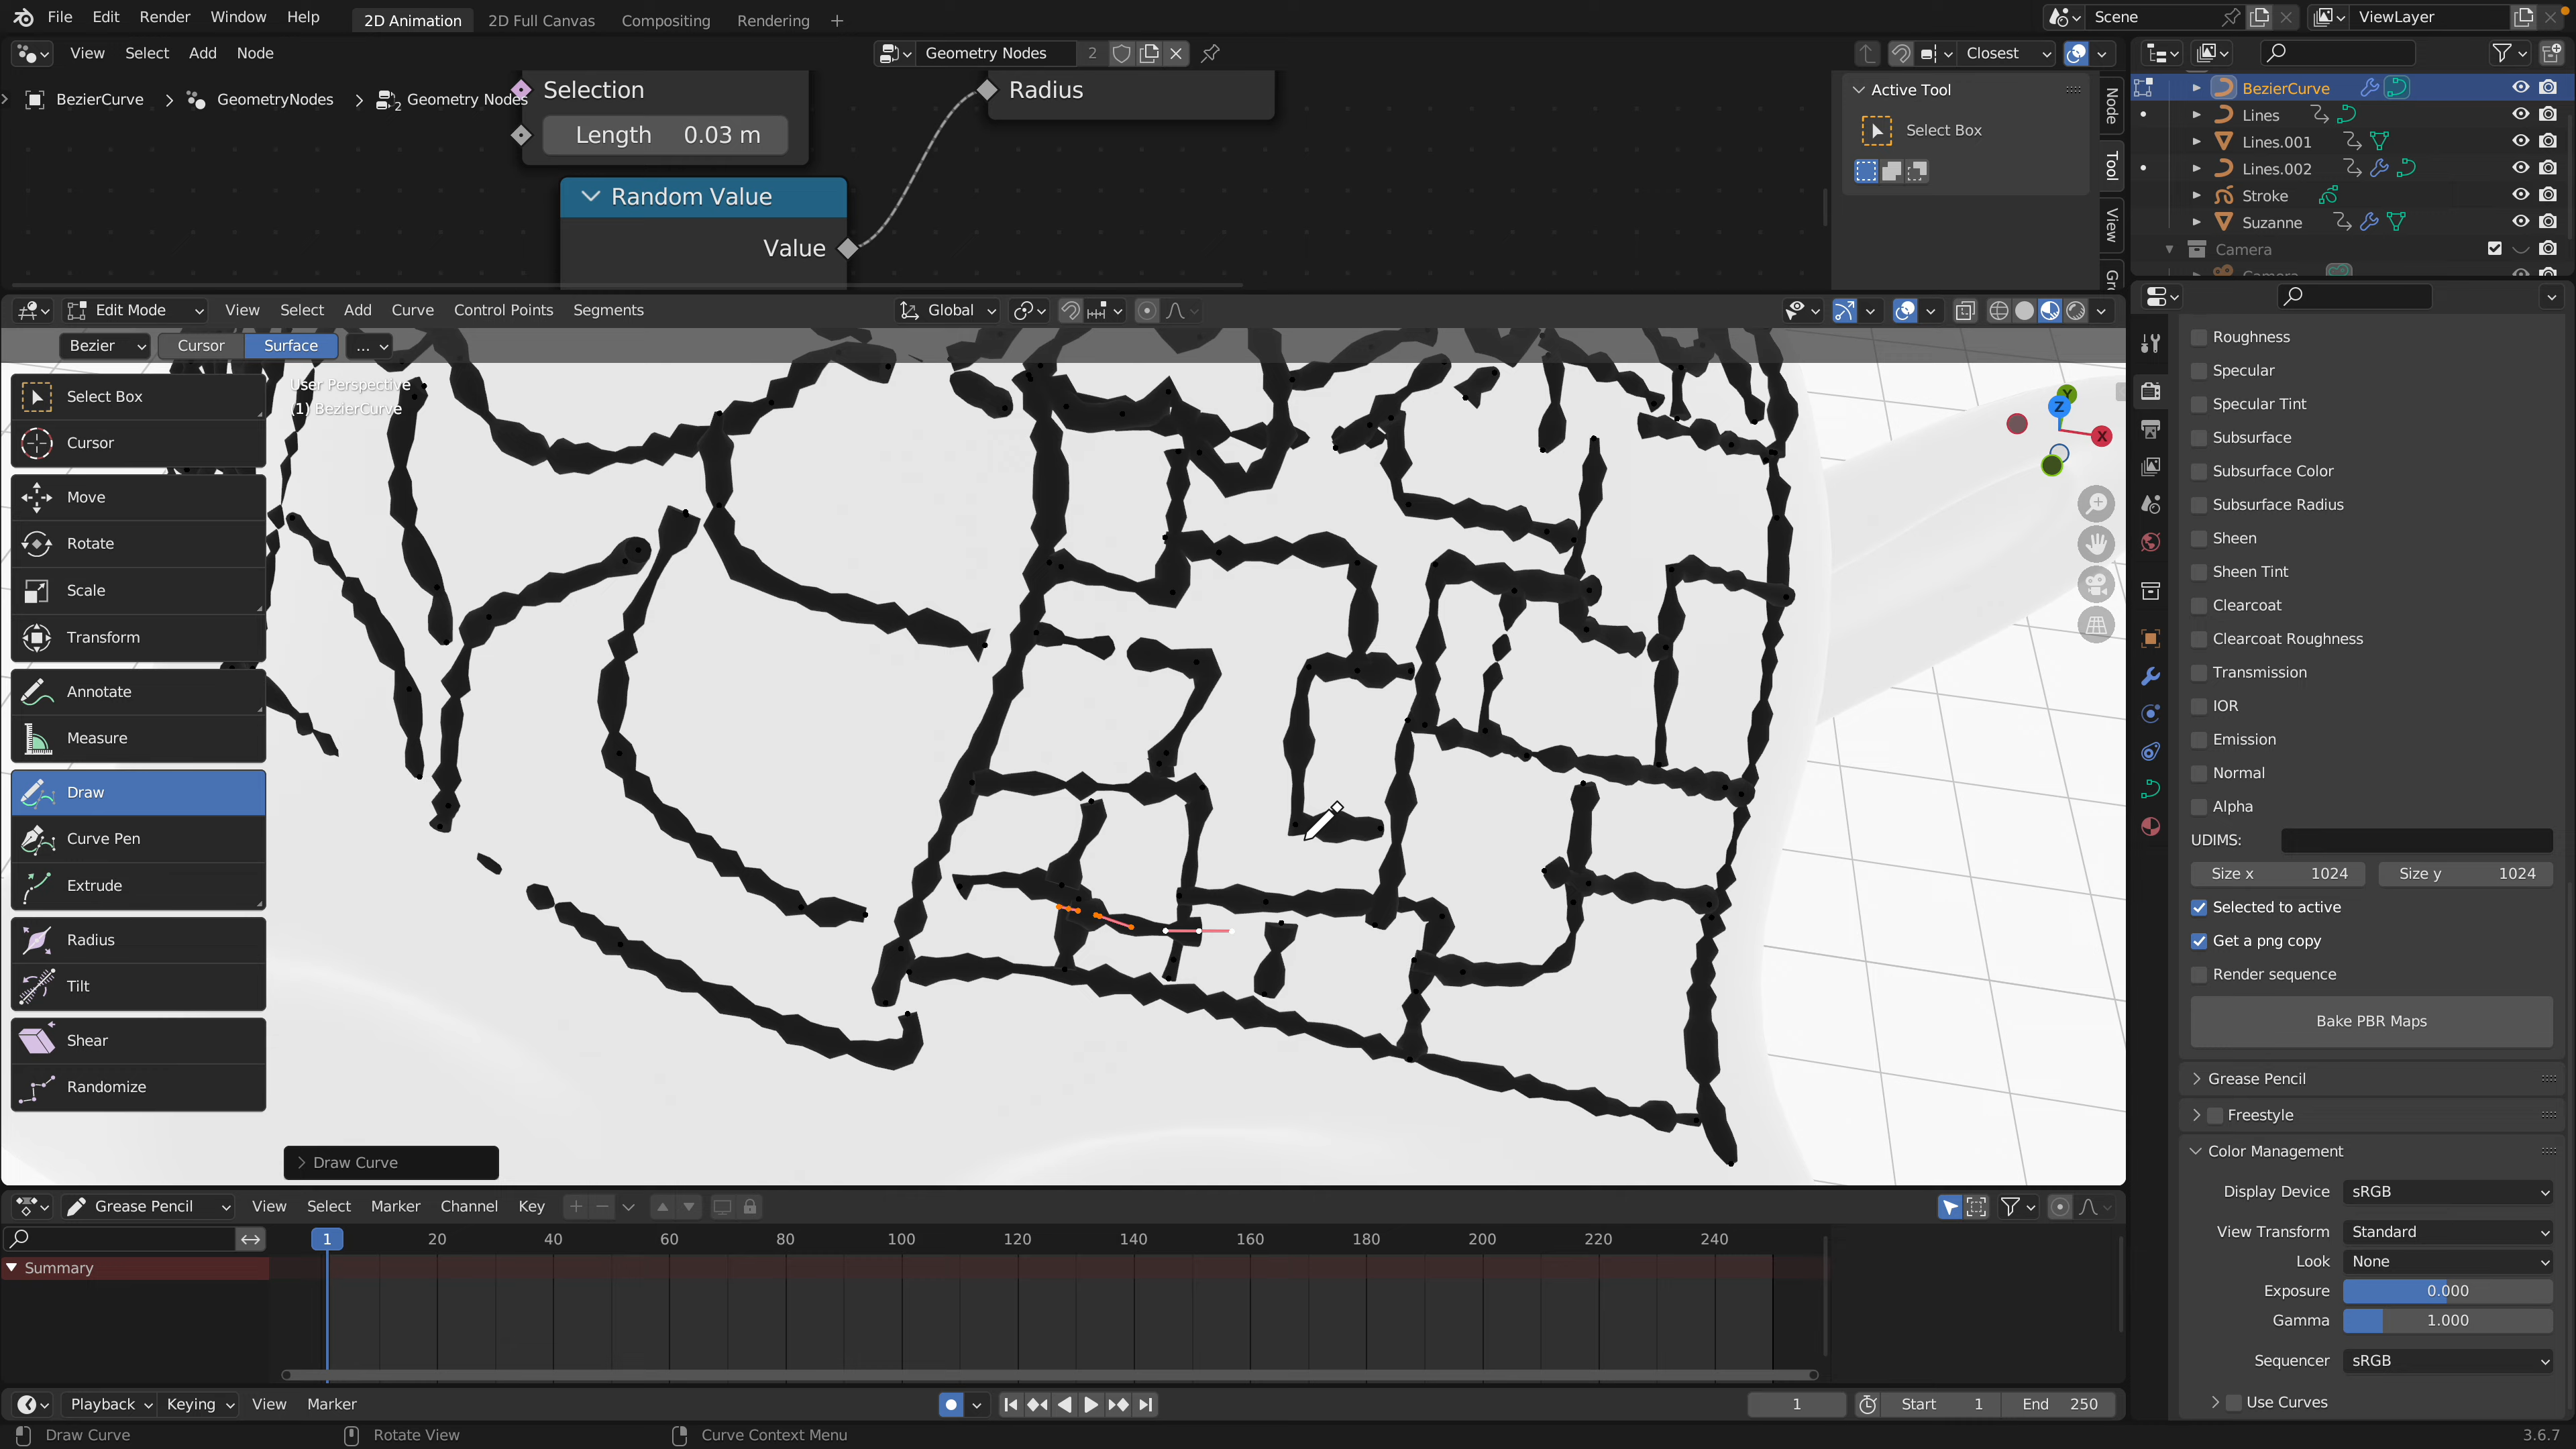 File Edit Render Window Help 2D Animation 2D Full Canvas Compositing Rendering + Scene ViewLayer
View Select Add Node Geometry Nodes 2 Closest
BezierCurve > GeometryNodes > 2 Geometry Nodes
Selection
Length 0.03 m
Random Value
Value
Radius
Active Tool
Select Box
Node
Tool
View
BezierCurve
Lines
Lines.001
Lines.002
Stroke
Suzanne
Camera
Edit Mode View Select Add Curve Control Points Segments Global
Bezier Cursor Surface ...
User Perspective
(1) BezierCurve
X
Y
Z
Select Box
Cursor
Move
Rotate
Scale
Transform
Annotate
Measure
Draw
Curve Pen
Extrude
Radius
Tilt
Shear
Randomize
Draw Curve
Roughness
Specular
Specular Tint
Subsurface
Subsurface Color
Subsurface Radius
Sheen
Sheen Tint
Clearcoat
Clearcoat Roughness
Transmission
IOR
Emission
Normal
Alpha
UDIMS:
Size x 1024 Size y 1024
Selected to active
Get a png copy
Render sequence
Bake PBR Maps
Grease Pencil
Freestyle
Color Management
Display Device sRGB
View Transform Standard
Look None
Exposure 0.000
Gamma 1.000
Sequencer sRGB
Use Curves
Grease Pencil View Select Marker Channel Key
1 20 40 60 80 100 120 140 160 180 200 220 240
Summary
Playback Keying View Marker 1 Start 1 End 250
Draw Curve Rotate View Curve Context Menu 3.6.7